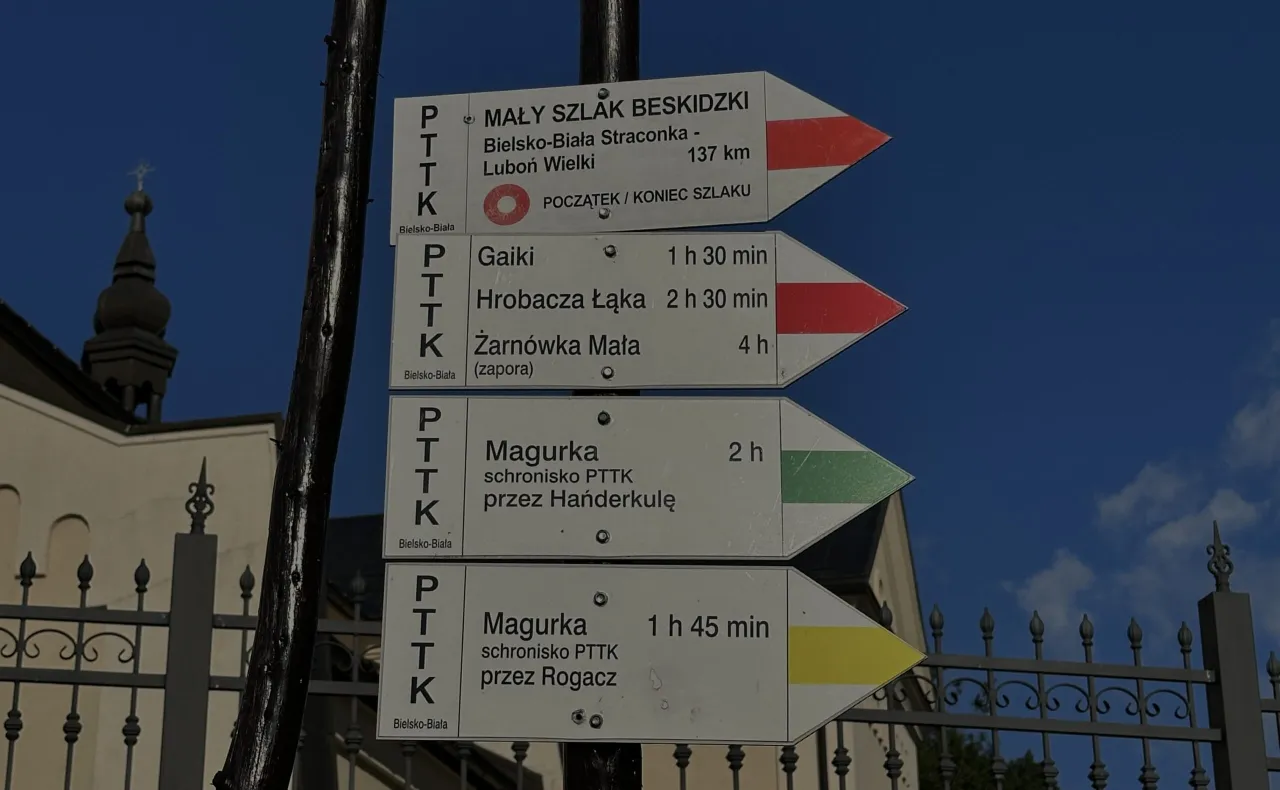 PTTK
Bielsko-Biała
MAŁY SZLAK BESKIDZKI
Bielsko-Biała Straconka -
Luboń Wielki 137 km
POCZĄTEK / KONIEC SZLAKU
PTTK
Bielsko-Biała
Gaiki 1 h 30 min
Hrobacza Łąka 2 h 30 min
Żarnówka Mała 4 h
(zapora)
PTTK
Bielsko-Biała
Magurka 2 h
schronisko PTTK
przez Hańderkulę
PTTK
Bielsko-Biała
Magurka 1 h 45 min
schronisko PTTK
przez Rogacz